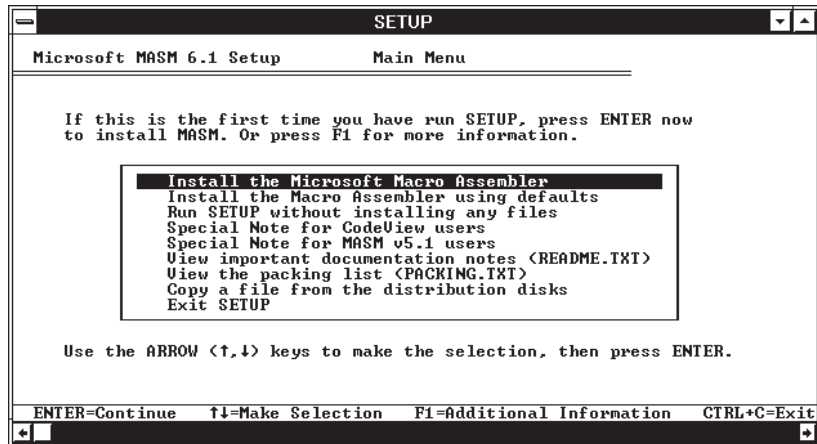 SETUP
Microsoft MASM 6.1 Setup Main Menu
If this is the first time you have run SETUP, press ENTER now
to install MASM. Or press F1 for more information.
Install the Microsoft Macro Assembler
Install the Macro Assembler using defaults
Run SETUP without installing any files
Special Note for CodeView users
Special Note for MASM v5.1 users
View important documentation notes (README.TXT)
View the packing list (PACKING.TXT)
Copy a file from the distribution disks
Exit SETUP
Use the ARROW (↑,↓) keys to make the selection, then press ENTER.
ENTER=Continue ↑↓=Make Selection F1=Additional Information CTRL+C=Exit